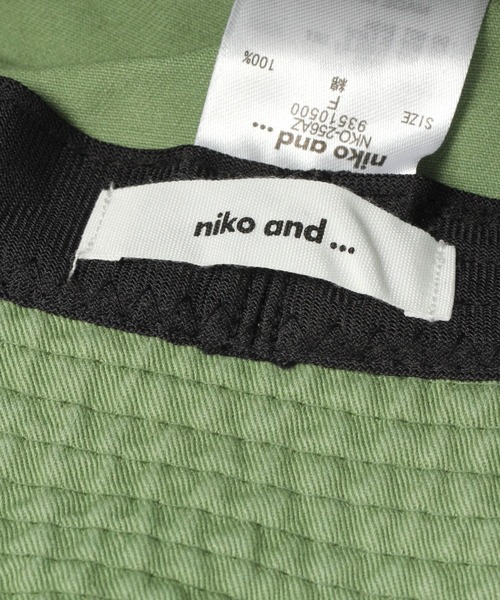 niko and ...
niko and ...
NKO-256AZ
93510500
SIZE
F
綿
100%